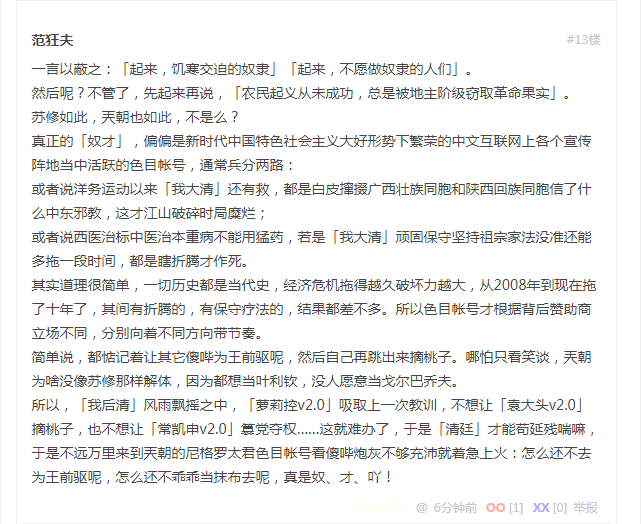 范狂夫 #13楼
一言以蔽之：「起来，饥寒交迫的奴隶」「起来，不愿做奴隶的人们」。
然后呢？不管了，先起来再说，「农民起义从未成功，总是被地主阶级窃取革命果实」。
苏修如此，天朝也如此，不是么？
真正的「奴才」，偏偏是新时代中国特色社会主义大好形势下繁荣的中文互联网上各个宣传
阵地当中活跃的色目帐号，通常兵分两路：
或者说洋务运动以来「我大清」还有救，都是白皮撺掇广西壮族同胞和陕西回族同胞信了什
么中东邪教，这才江山破碎时局糜烂；
或者说西医治标中医治本重病不能用猛药，若是「我大清」顽固保守坚持祖宗家法没准还能
多拖一段时间，都是瞎折腾才作死。
其实道理很简单，一切历史都是当代史，经济危机拖得越久破坏力越大，从2008年到现在拖
了十年了，其间有折腾的，有保守疗法的，结果都差不多。所以色目帐号才根据背后赞助商
立场不同，分别向着不同方向带节奏。
简单说，都惦记着让其它傻哔为王前驱呢，然后自己再跳出来摘桃子。哪怕只看笑谈，天朝
为啥没像苏修那样解体，因为都想当叶利钦，没人愿意当戈尔巴乔夫。
所以，「我后清」风雨飘摇之中，「萝莉控v2.0」吸取上一次教训，不想让「袁大头v2.0」
摘桃子，也不想让「常凯申v2.0」篡党夺权……这就难办了，于是「清廷」才能苟延残喘嘛，
于是不远万里来到天朝的尼格罗太君色目帐号看傻哔炮灰不够充沛就着急上火：怎么还不去
为王前驱呢，怎么还不乖乖当抹布去呢，真是奴、才、吖！
@ 6分钟前 OO [1] XX [0] 举报